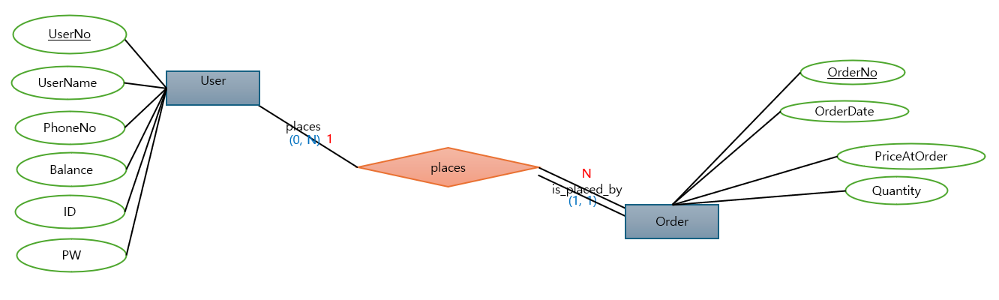 UserNo
UserName
PhoneNo
Balance
ID
PW
User
places
(0, N) 1
places
N
is_placed_by
(1, 1)
Order
OrderNo
OrderDate
PriceAtOrder
Quantity